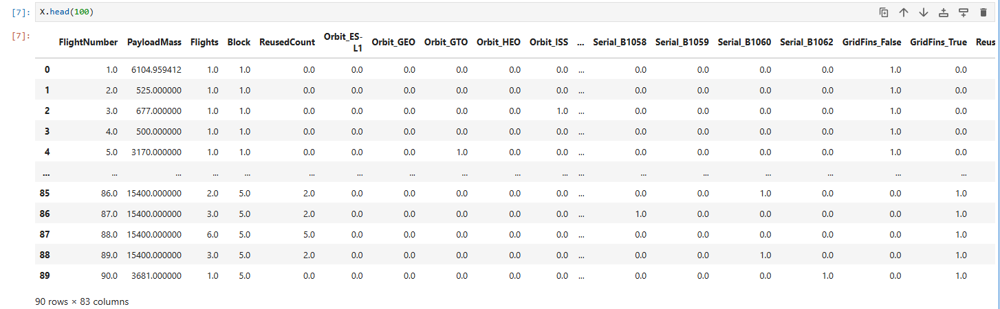 [7]: X.head(100)
[7]:
FlightNumber PayloadMass Flights Block ReusedCount Orbit_ES-L1 Orbit_GEO Orbit_GTO Orbit_HEO Orbit_ISS ... Serial_B1058 Serial_B1059 Serial_B1060 Serial_B1062 GridFins_False GridFins_True Reus
0 1.0 6104.959412 1.0 1.0 0.0 0.0 0.0 0.0 0.0 0.0 ... 0.0 0.0 0.0 0.0 1.0 0.0
1 2.0 525.000000 1.0 1.0 0.0 0.0 0.0 0.0 0.0 0.0 ... 0.0 0.0 0.0 0.0 1.0 0.0
2 3.0 677.000000 1.0 1.0 0.0 0.0 0.0 0.0 0.0 1.0 ... 0.0 0.0 0.0 0.0 1.0 0.0
3 4.0 500.000000 1.0 1.0 0.0 0.0 0.0 0.0 0.0 0.0 ... 0.0 0.0 0.0 0.0 1.0 0.0
4 5.0 3170.000000 1.0 1.0 0.0 0.0 0.0 1.0 0.0 0.0 ... 0.0 0.0 0.0 0.0 1.0 0.0
... ... ... ... ... ... ... ... ... ... ... ... ... ... ... ... ... ...
85 86.0 15400.000000 2.0 5.0 2.0 0.0 0.0 0.0 0.0 0.0 ... 0.0 0.0 1.0 0.0 0.0 1.0
86 87.0 15400.000000 3.0 5.0 2.0 0.0 0.0 0.0 0.0 0.0 ... 1.0 0.0 0.0 0.0 0.0 1.0
87 88.0 15400.000000 6.0 5.0 5.0 0.0 0.0 0.0 0.0 0.0 ... 0.0 0.0 0.0 0.0 0.0 1.0
88 89.0 15400.000000 3.0 5.0 2.0 0.0 0.0 0.0 0.0 0.0 ... 0.0 0.0 1.0 0.0 0.0 1.0
89 90.0 3681.000000 1.0 5.0 0.0 0.0 0.0 0.0 0.0 0.0 ... 0.0 0.0 0.0 1.0 0.0 1.0
90 rows × 83 columns